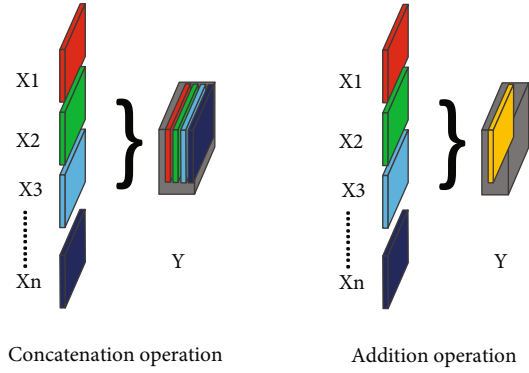 X1
X2
X3
Xn
Y
Concatenation operation
X1
X2
X3
Xn
Y
Addition operation